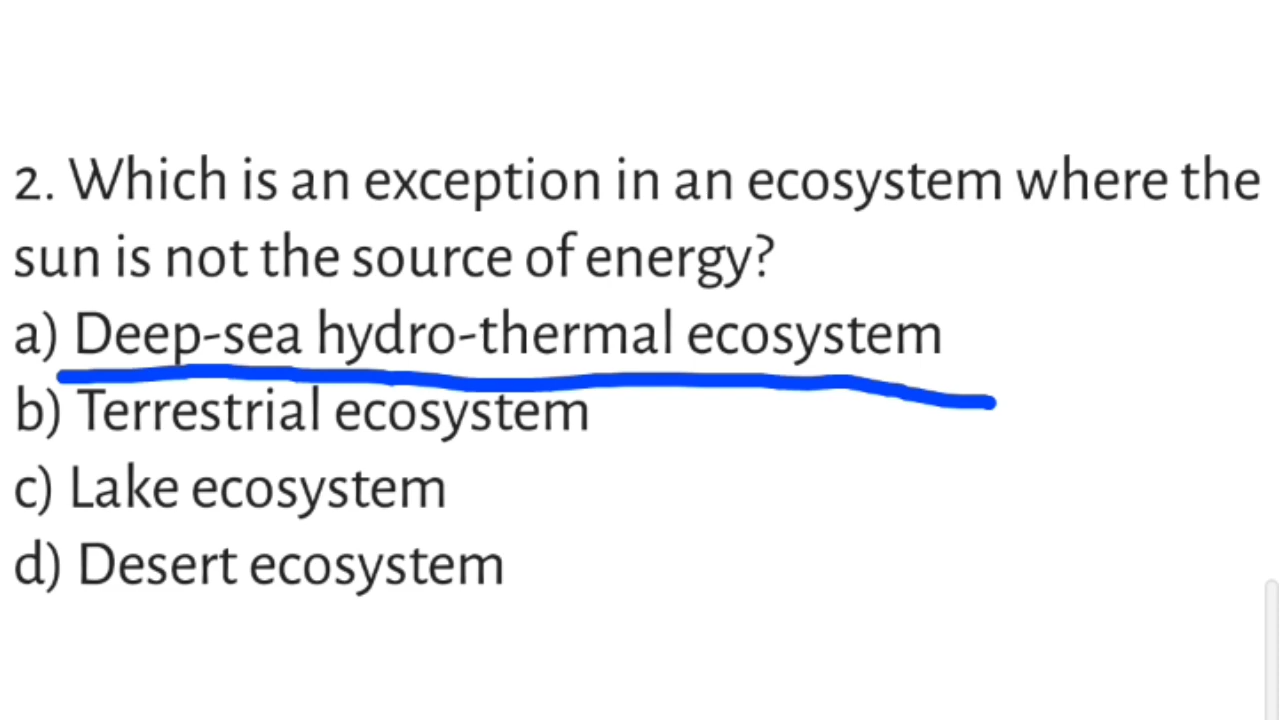 2. Which is an exception in an ecosystem where the
sun is not the source of energy?
a) Deep-sea hydro-thermal ecosystem
b) Terrestrial ecosystem
c) Lake ecosystem
d) Desert ecosystem